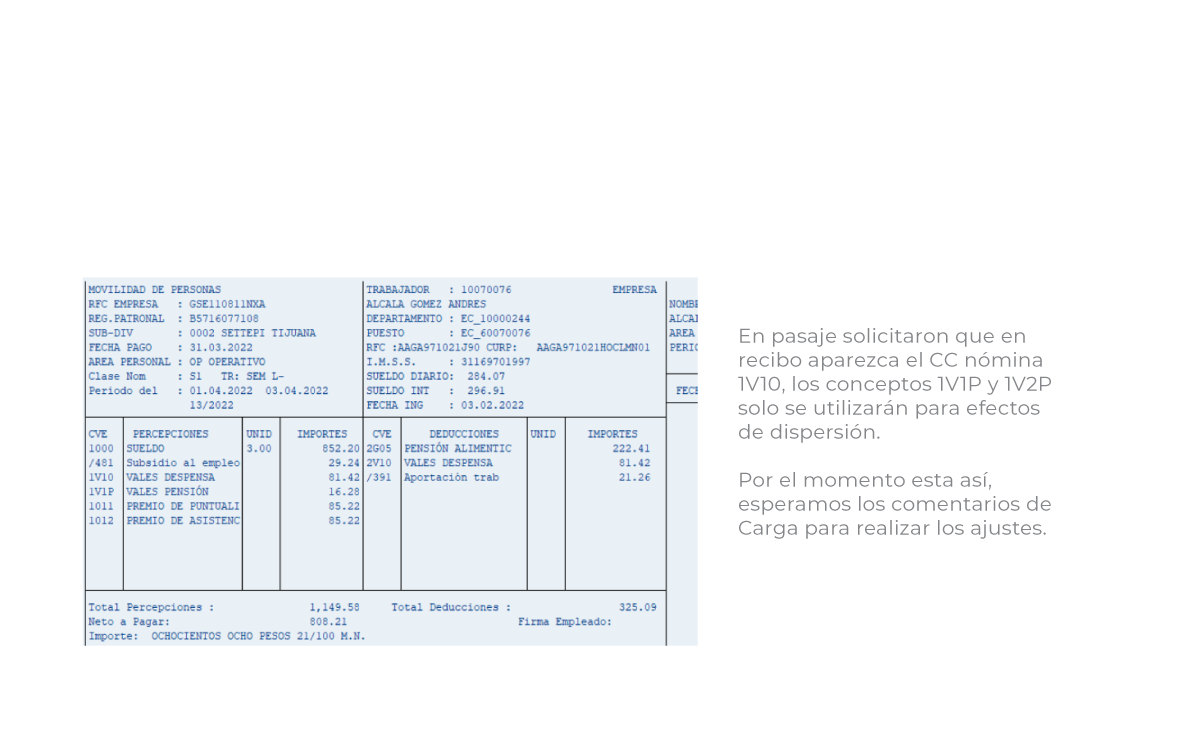 MOVILIDAD DE PERSONAS
RFC EMPRESA : GSE110811NXA
REG.PATRONAL : B5716077108
SUB-DIV : 0002 SETTEPI TIJUANA
FECHA PAGO : 31.03.2022
AREA PERSONAL : OP OPERATIVO
Clase Nom : S1 TR: SEM L-
Periodo del : 01.04.2022 03.04.2022
13/2022
TRABAJADOR : 10070076 EMPRESA
ALCALA GOMEZ ANDRES
DEPARTAMENTO : EC_10000244
PUESTO : EC_60070076
RFC :AAGA971021J90 CURP: AAGA971021HOCLMN01
I.M.S.S. : 31169701997
SUELDO DIARIO: 284.07
SUELDO INT : 296.91
FECHA ING : 03.02.2022
AREA
CVE PERCEPCIONES UNID IMPORTES CVE DEDUCCIONES UNID IMPORTES
1000 SUELDO 3.00 852.20 2G05 PENSIÓN ALIMENTIC 222.41
/481 Subsidio al empleo 29.24 2V10 VALES DESPENSA 81.42
1V10 VALES DESPENSA 81.42 /391 Aportación trab 21.26
1V1P VALES PENSIÓN 16.28
1011 PREMIO DE PUNTUALI 85.22
1012 PREMIO DE ASISTENC 85.22
Total Percepciones : 1,149.58 Total Deducciones : 325.09
Neto a Pagar: 808.21 Firma Empleado:
Importe: OCHOCIENTOS OCHO PESOS 21/100 M.N.
En pasaje solicitaron que en
recibo aparezca el CC nómina
1V10, los conceptos 1V1P y 1V2P
solo se utilizarán para efectos
de dispersión.
Por el momento esta así,
esperamos los comentarios de
Carga para realizar los ajustes.